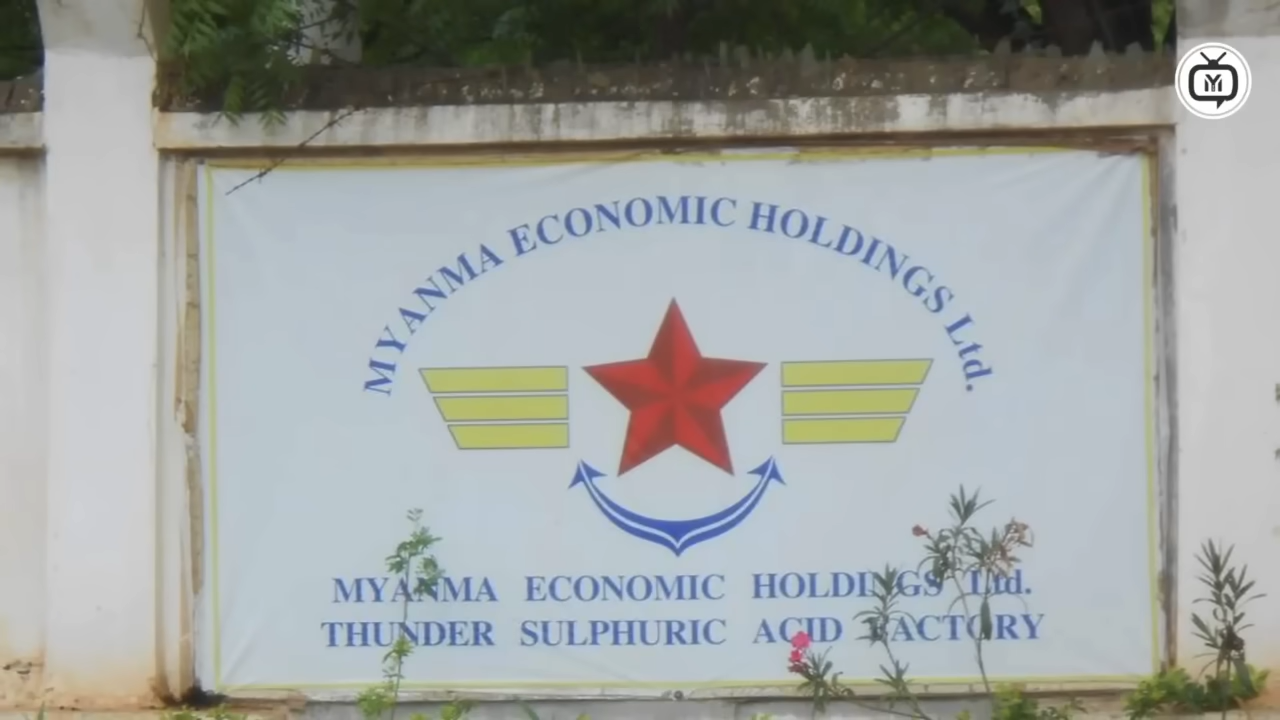 MYANMA ECONOMIC HOLDINGS Ltd.
MYANMA ECONOMIC HOLDINGS Ltd.
THUNDER SULPHURIC ACID FACTORY